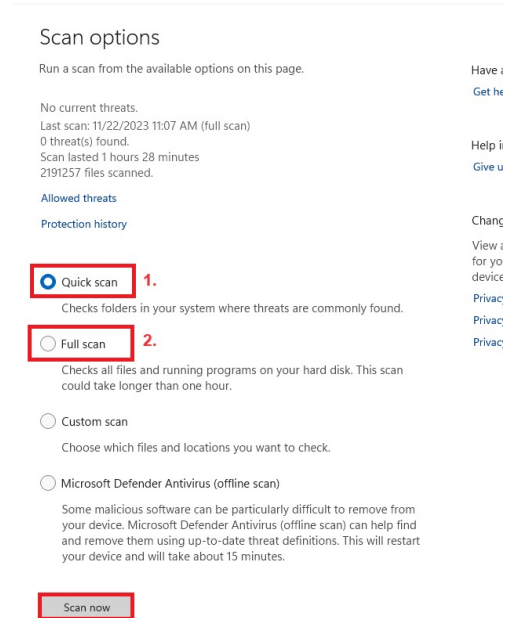 Scan options
Run a scan from the available options on this page.
Have
Get
No current threats.
Last scan: 11/22/2023 11:07 AM (full scan)
0 threat(s) found.
Help
Scan lasted 1 hours 28 minutes
Give
2191257 files scanned.
Allowed threats
Protection history
View
for
Quick scan 1.
Checks folders in your system where threats are commonly found.
Full scan 2.
Checks all files and running programs on your hard disk. This scan
could take longer than one hour.
Custom scan
Choose which files and locations you want to check.
Microsoft Defender Antivirus (offline scan)
Some malicious software can be particularly difficult to remove from
your device. Microsoft Defender Antivirus (offline scan) can help find
and remove them using up-to-date threat definitions. This will restart
your device and will take about 15 minutes.
Scan now